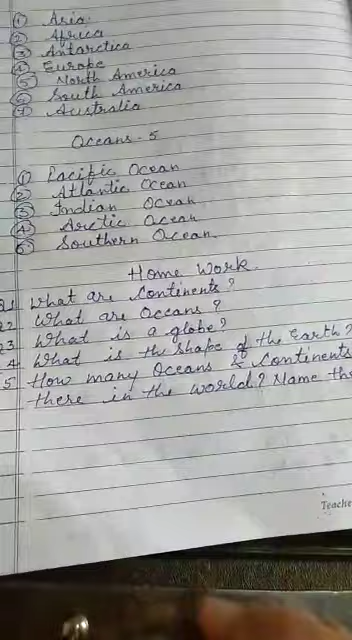 ① Asia
② Africa
③ Antarctica
④ Europe
⑤ North America
⑥ South America
⑦ Australia
Oceans - 5
① Pacific Ocean
② Atlantic Ocean
③ Indian Ocean
④ Arctic Ocean
⑤ Southern Ocean
Home Work
Q1 What are Continents?
Q2 What are Oceans?
Q3 What is a globe?
4 What is the shape of the Earth?
5 How many Oceans & Continents
there in the world? Name the
Teache